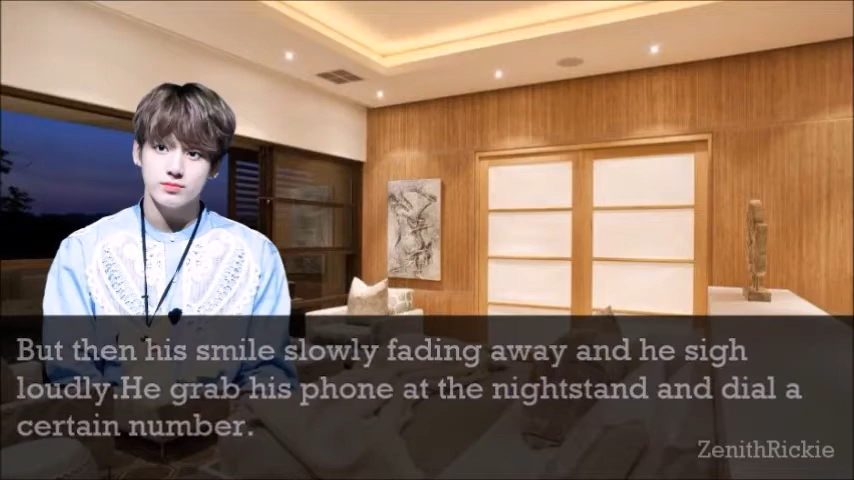 But then his smile slowly fading away and he sigh
loudly.He grab his phone at the nightstand and dial a
certain number.
ZenithRickie